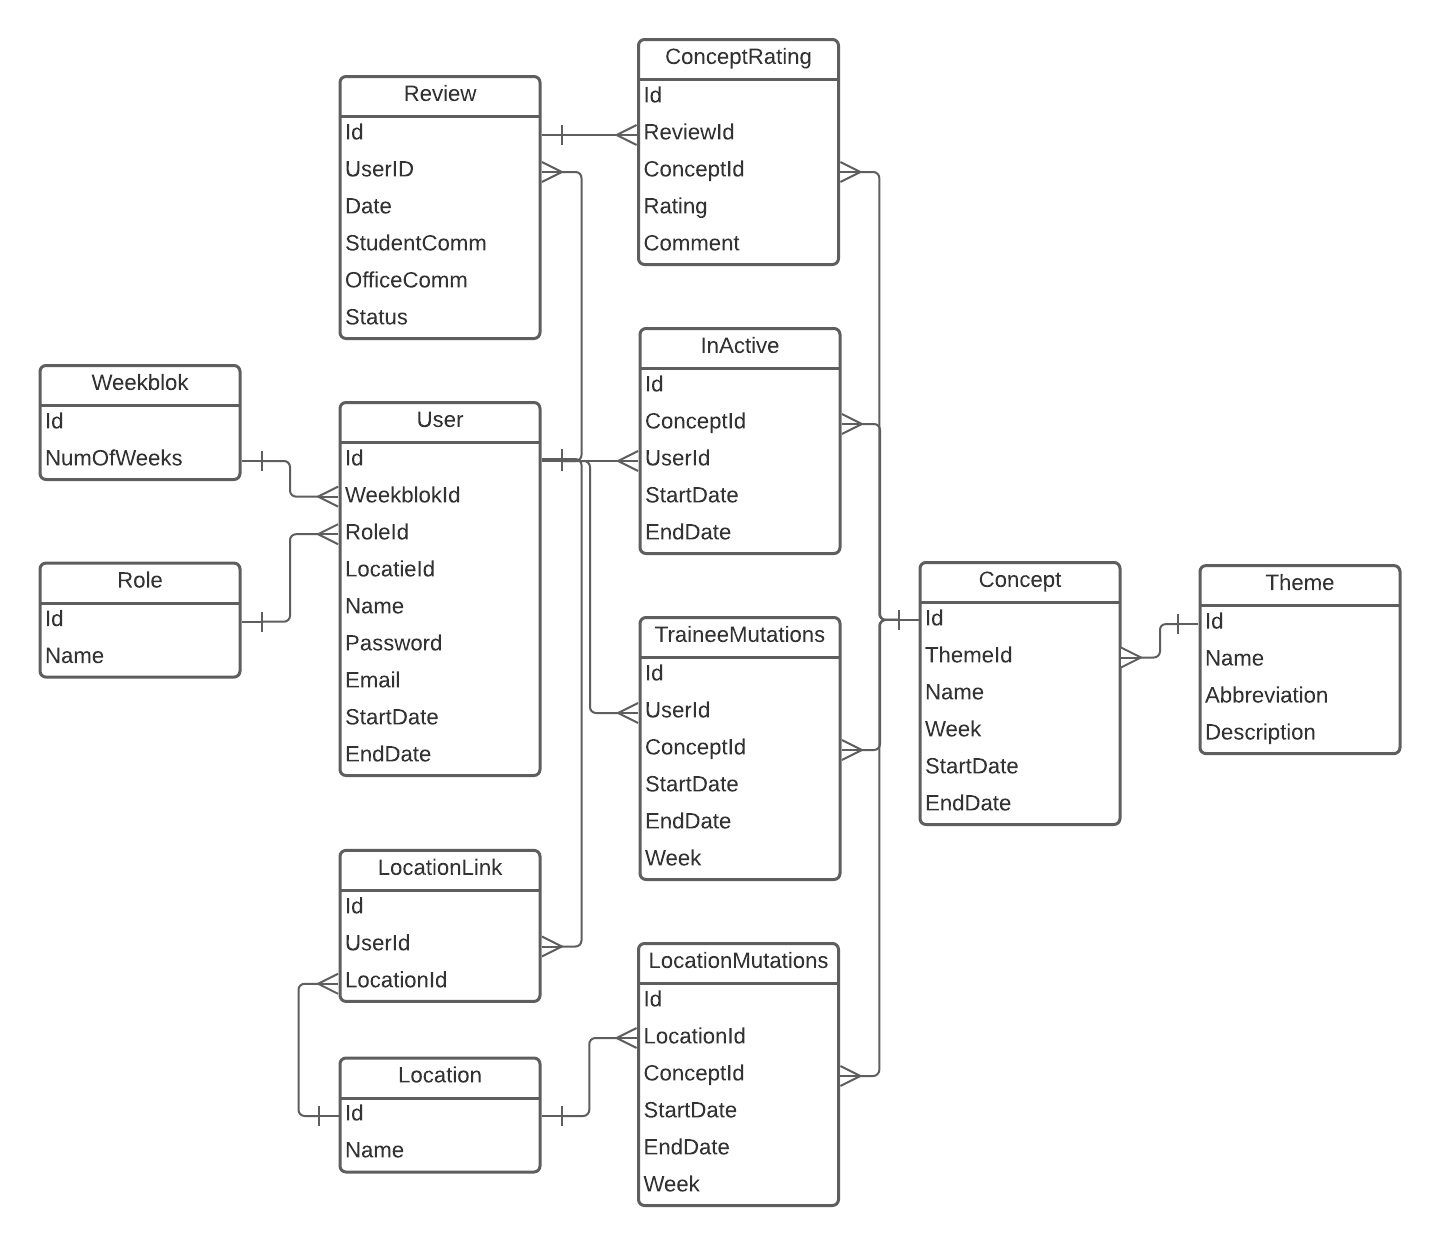 ConceptRating
Id
ReviewId
ConceptId
Rating
Comment
Review
Id
UserID
Date
StudentComm
OfficeComm
Status
InActive
Id
ConceptId
UserId
StartDate
EndDate
Weekblok
Id
NumOfWeeks
User
Id
WeekblokId
RoleId
LocatieId
Name
Password
Email
StartDate
EndDate
Role
Id
Name
TraineeMutations
Id
UserId
ConceptId
StartDate
EndDate
Week
Concept
Id
ThemeId
Name
Week
StartDate
EndDate
Theme
Id
Name
Abbreviation
Description
LocationLink
Id
UserId
LocationId
LocationMutations
Id
LocationId
ConceptId
StartDate
EndDate
Week
Location
Id
Name